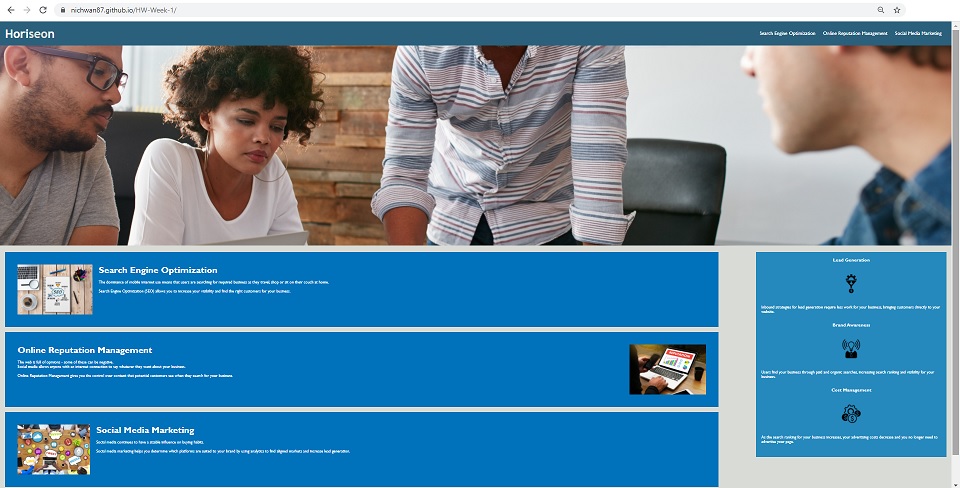 nichwan87.github.io/HW-Week-1/
Horiseon
Search Engine Optimization Online Reputation Management Social Media Marketing
Search Engine Optimization
The dominance of mobile internet use means that users are searching for required business as they travel, shop or sit on their couch at home.
Search Engine Optimization (SEO) allows you to increase your visibility and find the right customers for your business.
SEO
Online Reputation Management
The web is full of opinions - some of these can be negative.
Social media allows anyone with an internet connection to say whatever they want about your business.
Online Reputation Management gives you the control over content that potential customers see when they search for your business.
Social Media Marketing
Social media continues to have a sizable influence on buying habits.
Social media marketing helps you determine which platforms are suited to your brand by using analytics to find aligned markets and increase lead generation.
Lead Generation
Inbound strategies for lead generation require less work for your business, bringing customers directly to your
website.
Brand Awareness
Users find your business through paid and organic searches, increasing search ranking and visibility for your
business.
Cost Management
As the search ranking for your business increases, your advertising costs decrease and you no longer need to
advertise your page.